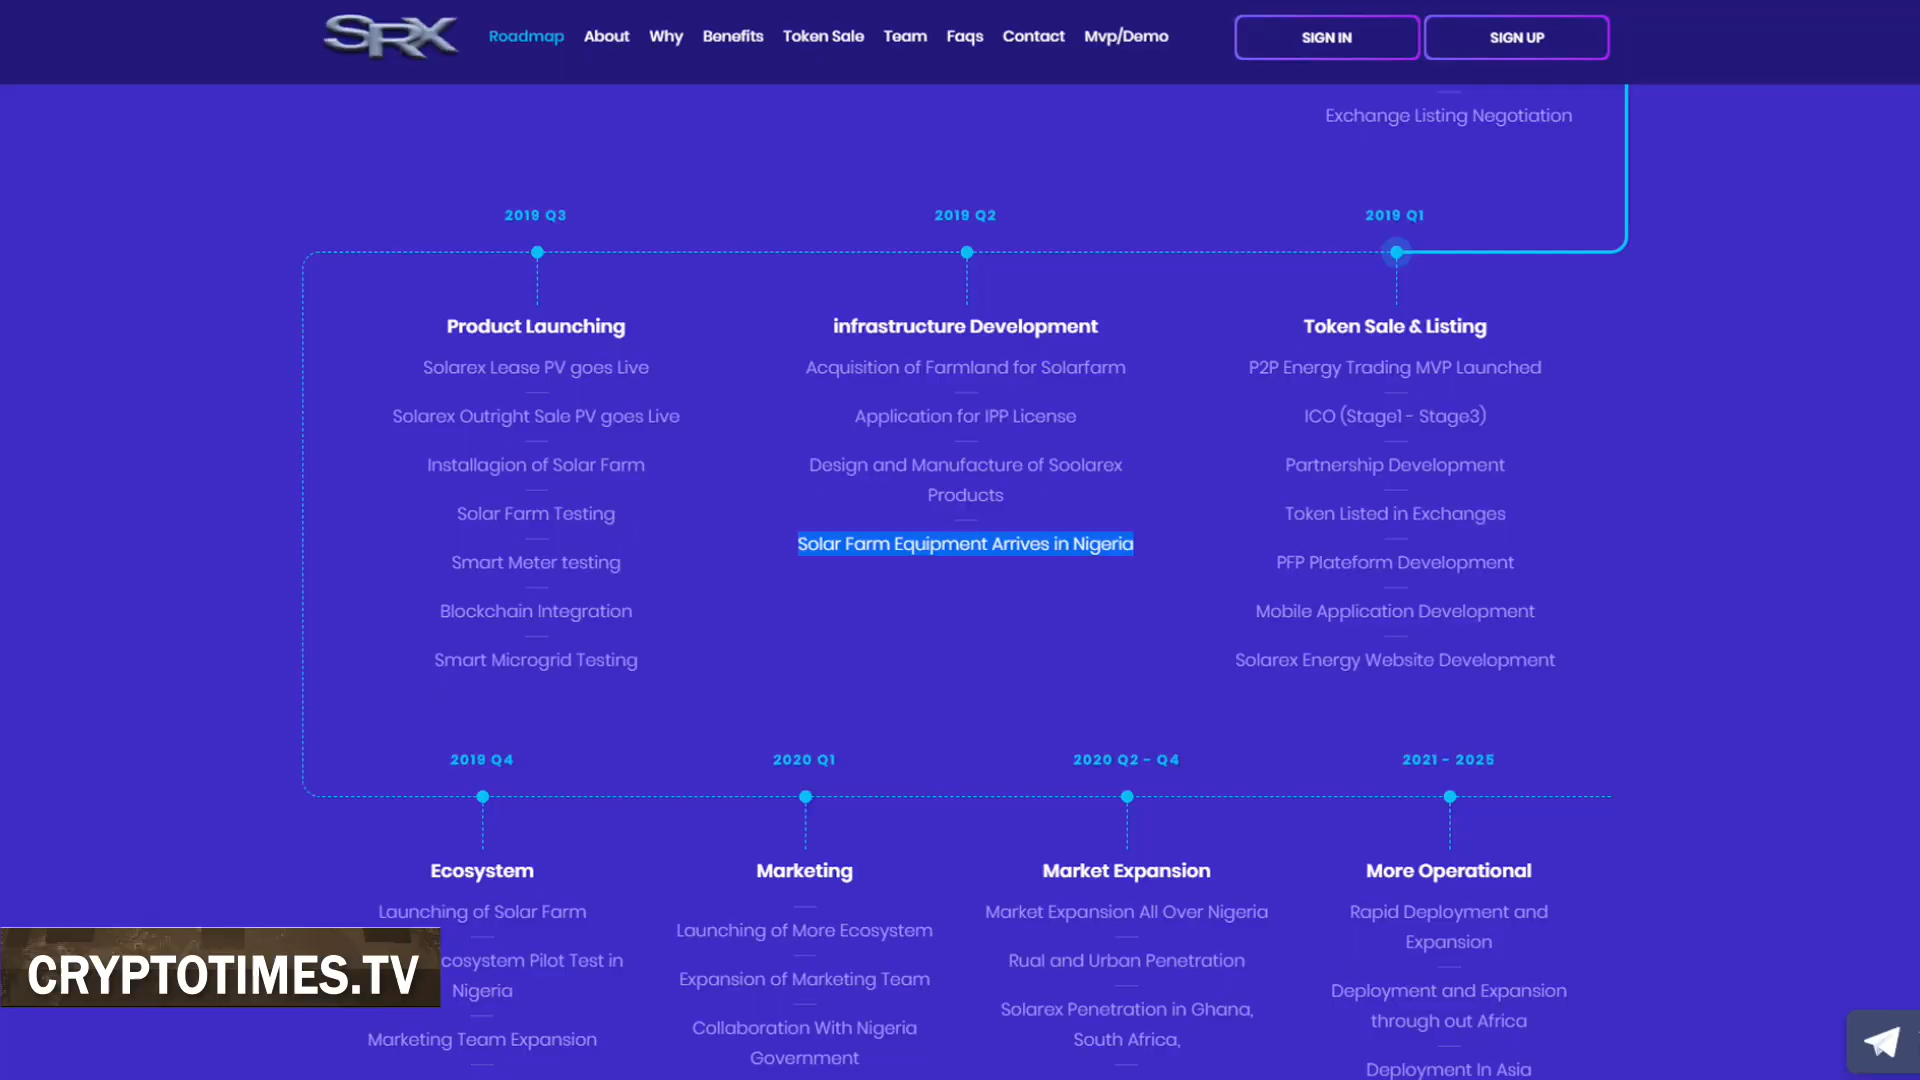 SRX
Roadmap About Why Benefits Token Sale Team Faqs Contact Mvp/Demo SIGN IN SIGN UP
Exchange Listing Negotiation
2019 Q3 2019 Q2 2019 Q1
Product Launching
Solarex Lease PV goes Live
Solarex Outright Sale PV goes Live
Installagion of Solar Farm
Solar Farm Testing
Smart Meter testing
Blockchain Integration
Smart Microgrid Testing
infrastructure Development
Acquisition of Farmland for Solarfarm
Application for IPP License
Design and Manufacture of Soolarex
Products
Solar Farm Equipment Arrives in Nigeria
Token Sale & Listing
P2P Energy Trading MVP Launched
ICO (Stage1 - Stage3)
Partnership Development
Token Listed in Exchanges
PFP Plateform Development
Mobile Application Development
Solarex Energy Website Development
2019 Q4 2020 Q1 2020 Q2 - Q4 2021 - 2025
Ecosystem
Launching of Solar Farm
cosystem Pilot Test in
Nigeria
Marketing Team Expansion
Marketing
Launching of More Ecosystem
Expansion of Marketing Team
Collaboration With Nigeria
Government
Market Expansion
Market Expansion All Over Nigeria
Rual and Urban Penetration
Solarex Penetration in Ghana,
South Africa,
More Operational
Rapid Deployment and
Expansion
Deployment and Expansion
through out Africa
Deployment In Asia
CRYPTOTIMES.TV